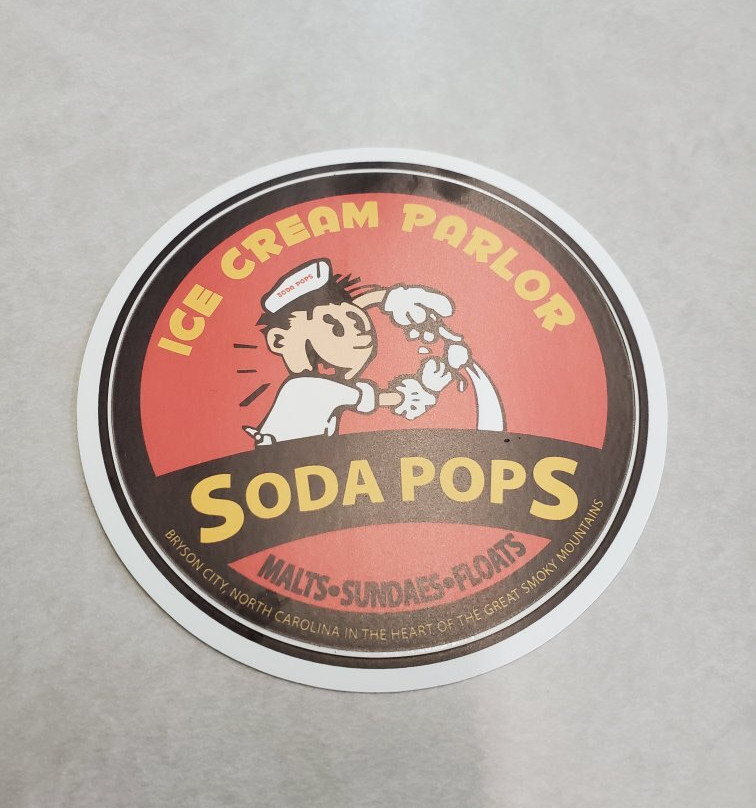 ICE CREAM PARLOR
SODA POPS
SODA POPS
MALTS•SUNDAES•FLOATS
BRYSON CITY, NORTH CAROLINA IN THE HEART OF THE GREAT SMOKY MOUNTAINS